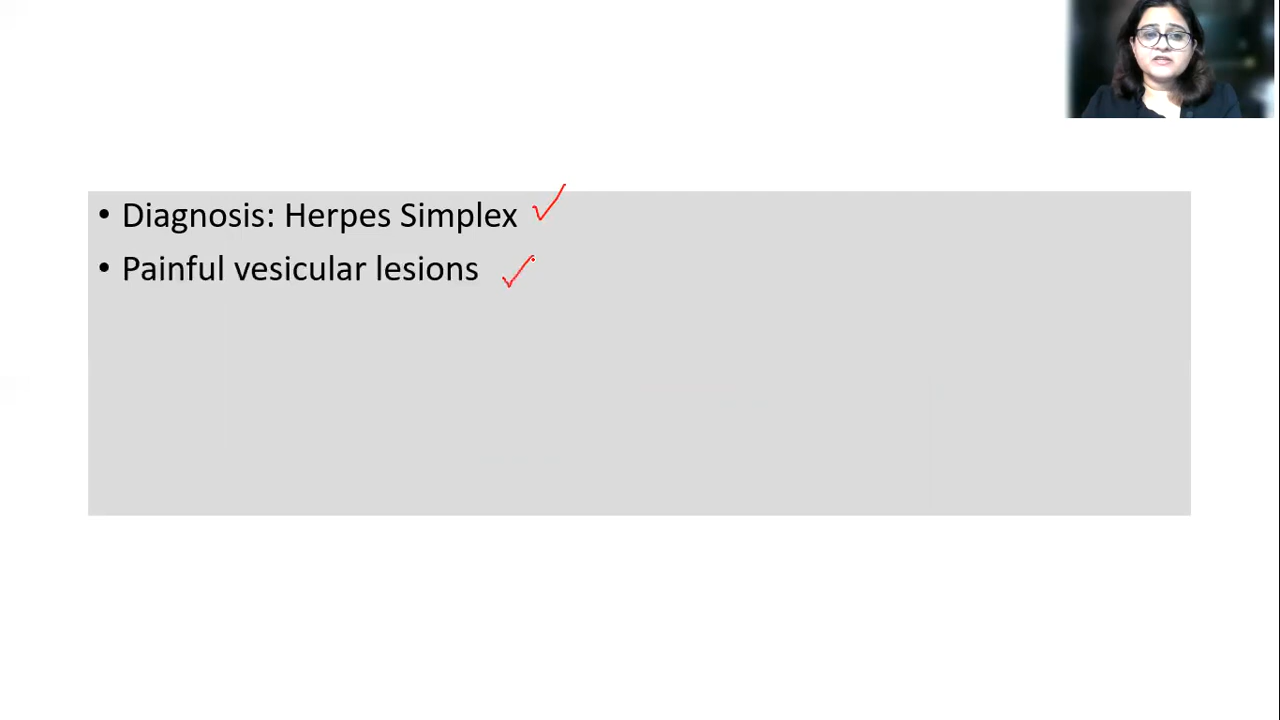 • Diagnosis: Herpes Simplex
• Painful vesicular lesions